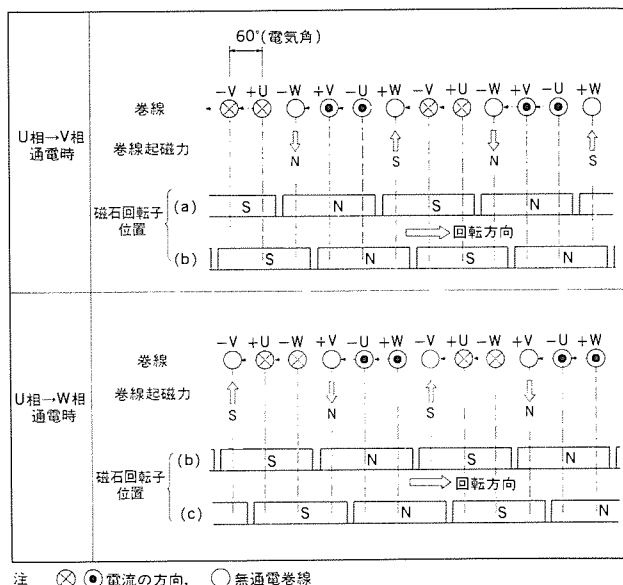 60°(電気角)
−V +U −W +V −U +W −V +U −W +V −U +W
巻線
U相→V相
通電時
巻線起磁力
N S N S
磁石回転子
位置
(a) S N S N
回転方向
(b) S N S N
−V +U −W +V −U +W −V +U −W +V −U +W
巻線
U相→W相
通電時
巻線起磁力
S N S N
(b) S N S N
磁石回転子
位置
回転方向
(c) S N S N
注 電流の方向, 無通電巻線